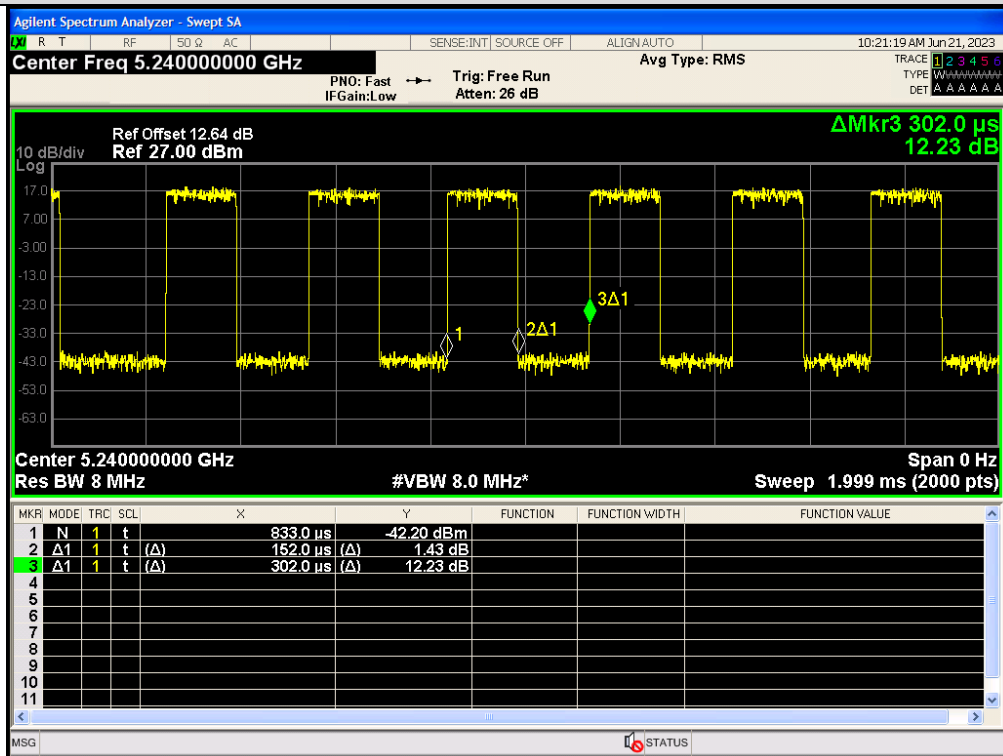 Agilent Spectrum Analyzer - Swept SA
LXI R T RF 50 Ω AC SENSE:INT SOURCE OFF ALIGN AUTO 10:21:19 AM Jun 21, 2023
Center Freq 5.240000000 GHz Avg Type: RMS TRACE 1 2 3 4 5 6
PNO: Fast Trig: Free Run TYPE W
IFGain:Low Atten: 26 dB DET A A A A A A
ΔMkr3 302.0 µs
12.23 dB
Ref Offset 12.64 dB
10 dB/div Ref 27.00 dBm
Log
17.0
7.00
-3.00
-13.0
-23.0
3Δ1
-33.0
1 2Δ1
-43.0
-53.0
-63.0
Center 5.240000000 GHz Span 0 Hz
Res BW 8 MHz #VBW 8.0 MHz* Sweep 1.999 ms (2000 pts)
MKR MODE TRC SCL X Y FUNCTION FUNCTION WIDTH FUNCTION VALUE
1 N 1 t 833.0 µs -42.20 dBm
2 Δ1 1 t (Δ) 152.0 µs (Δ) 1.43 dB
3 Δ1 1 t (Δ) 302.0 µs (Δ) 12.23 dB
4
5
6
7
8
9
10
11
MSG STATUS